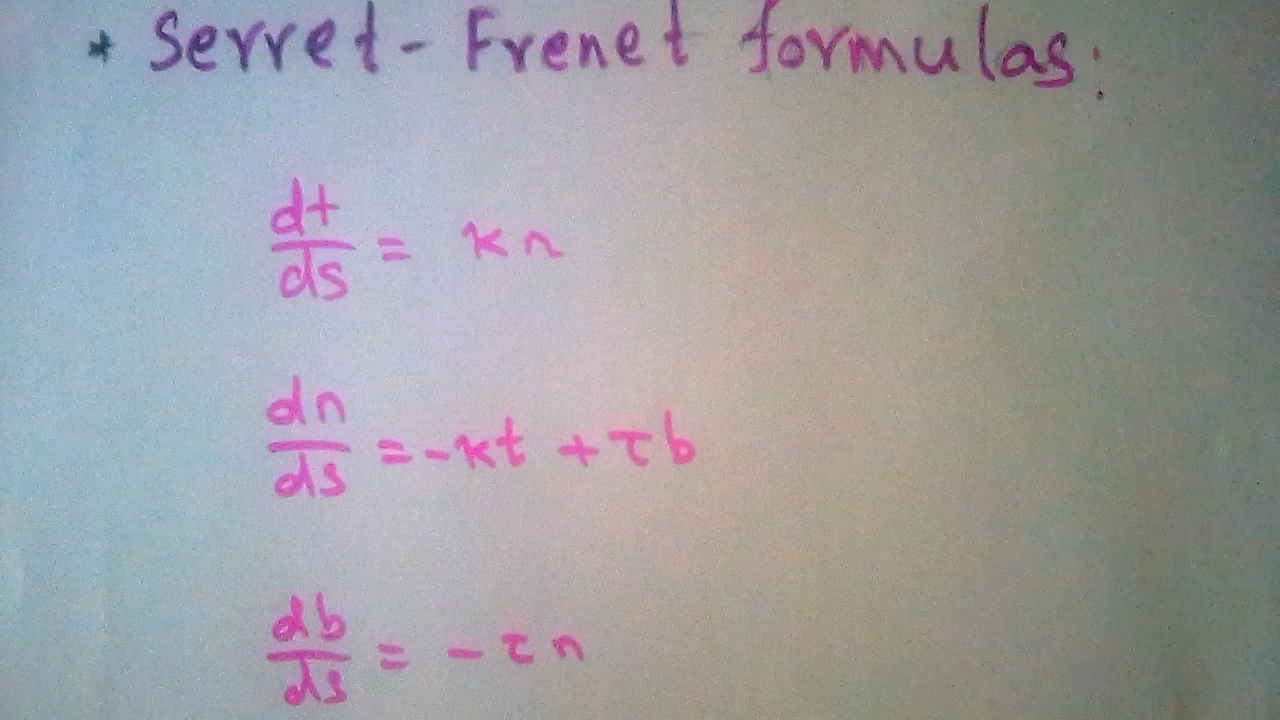 * Serret-Frenet formulas:
dt/ds = κn
dn/ds = -κt + τb
db/ds = -τn